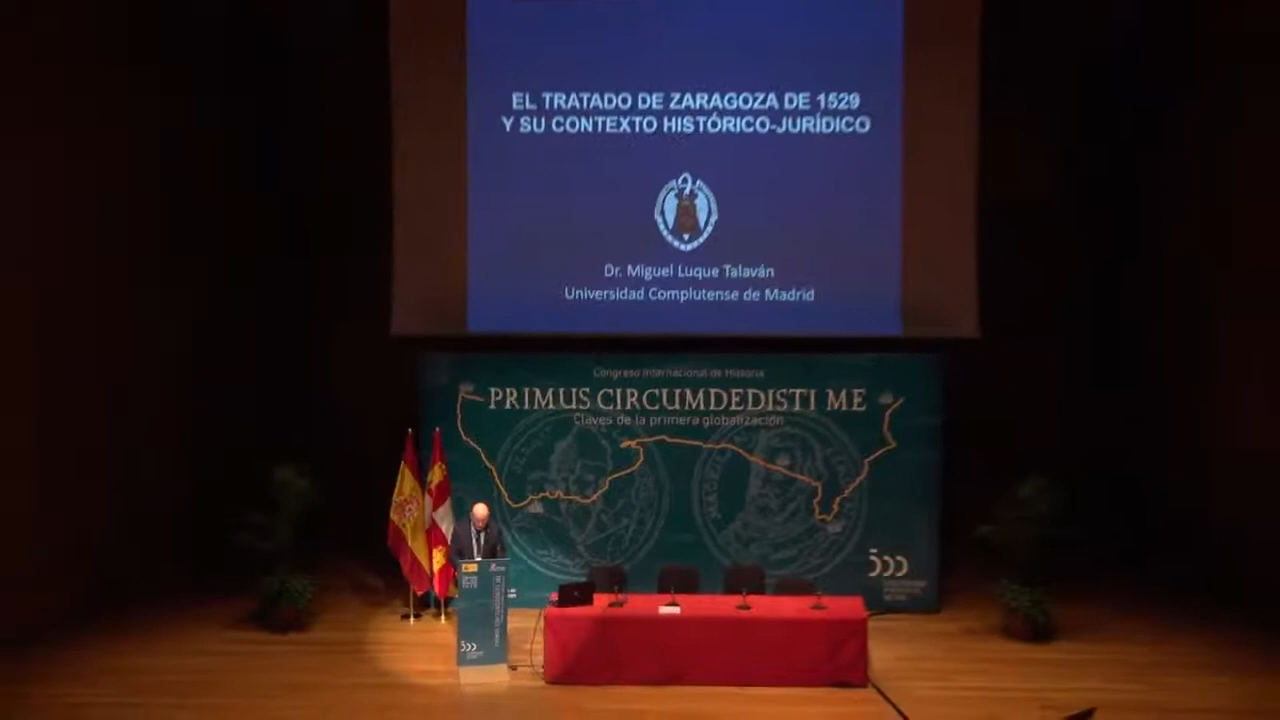 EL TRATADO DE ZARAGOZA DE 1529
Y SU CONTEXTO HISTÓRICO-JURÍDICO
Dr. Miguel Luque Talaván
Universidad Complutense de Madrid
Congreso Internacional de Historia
PRIMUS CIRCUMDEDISTI ME
Claves de la primera globalización